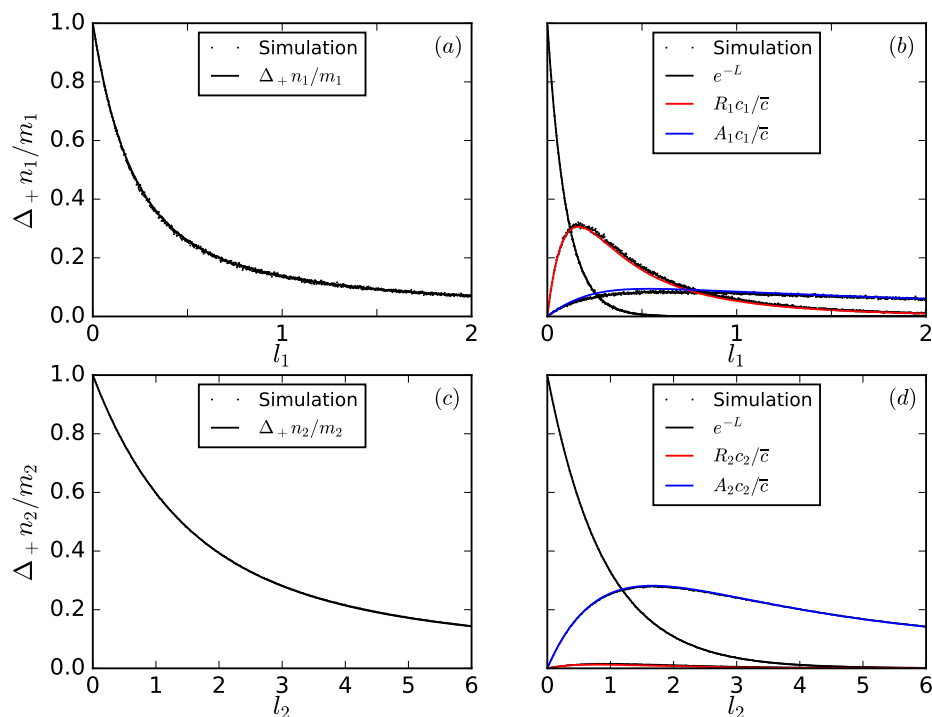 1.0
0.8
0.6
0.4
0.2
0.0
Δ₊n₁/m₁
(a)
Simulation
Δ₊n₁/m₁
0
1
2
l₁
(b)
Simulation
e⁻ᴸ
R₁c₁/c̅
A₁c₁/c̅
0
1
2
l₁
1.0
0.8
0.6
0.4
0.2
0.0
Δ₊n₂/m₂
(c)
Simulation
Δ₊n₂/m₂
0 1 2 3 4 5 6
l₂
(d)
Simulation
e⁻ᴸ
R₂c₂/c̅
A₂c₂/c̅
0 1 2 3 4 5 6
l₂